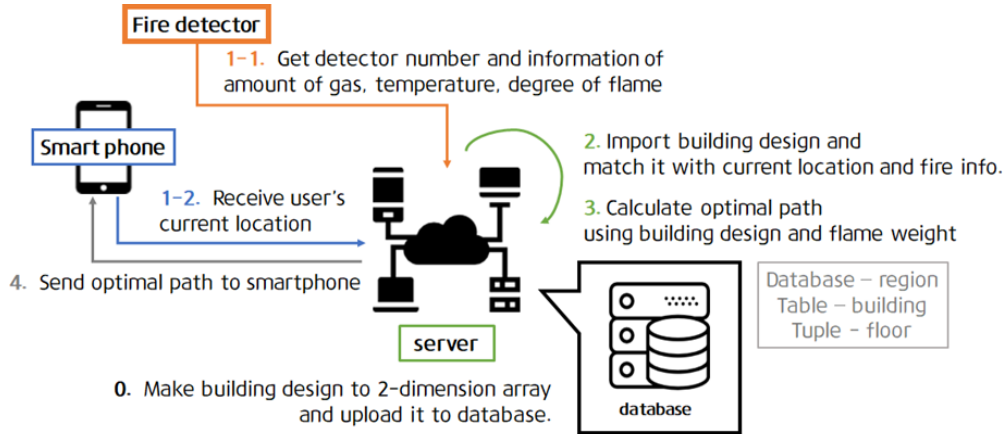 Fire detector
1-1. Get detector number and information of
amount of gas, temperature, degree of flame
Smart phone
1-2. Receive user's
current location
2. Import building design and
match it with current location and fire info.
3. Calculate optimal path
using building design and flame weight
4. Send optimal path to smartphone
server
Database – region
Table – building
Tuple - floor
0. Make building design to 2-dimension array
and upload it to database.
database